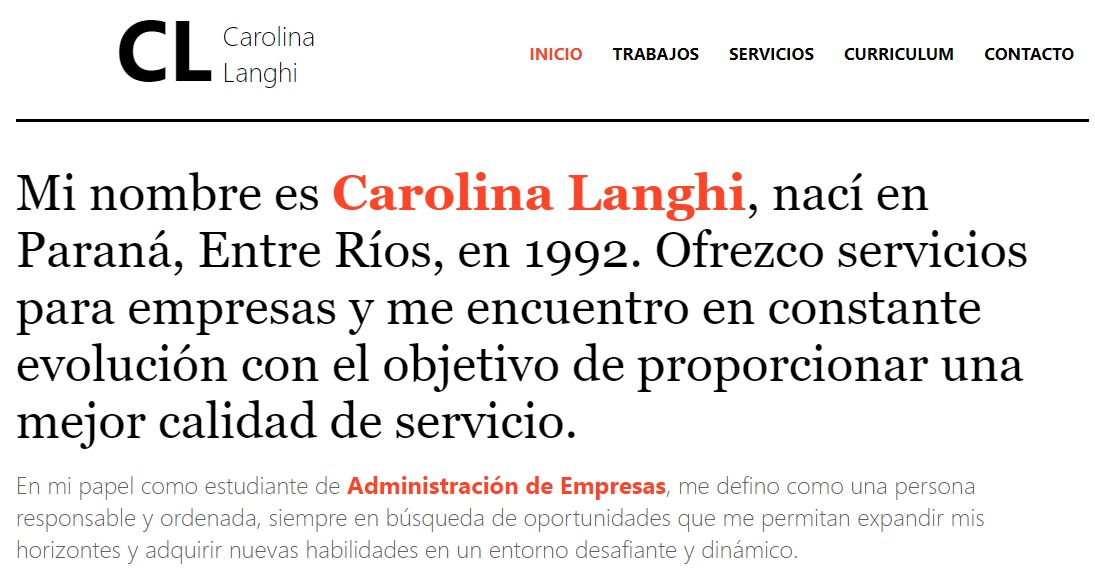 CL Carolina
Langhi
INICIO TRABAJOS SERVICIOS CURRICULUM CONTACTO
Mi nombre es Carolina Langhi, nací en
Paraná, Entre Ríos, en 1992. Ofrezco servicios
para empresas y me encuentro en constante
evolución con el objetivo de proporcionar una
mejor calidad de servicio.
En mi papel como estudiante de Administración de Empresas, me defino como una persona
responsable y ordenada, siempre en búsqueda de oportunidades que me permitan expandir mis
horizontes y adquirir nuevas habilidades en un entorno desafiante y dinámico.